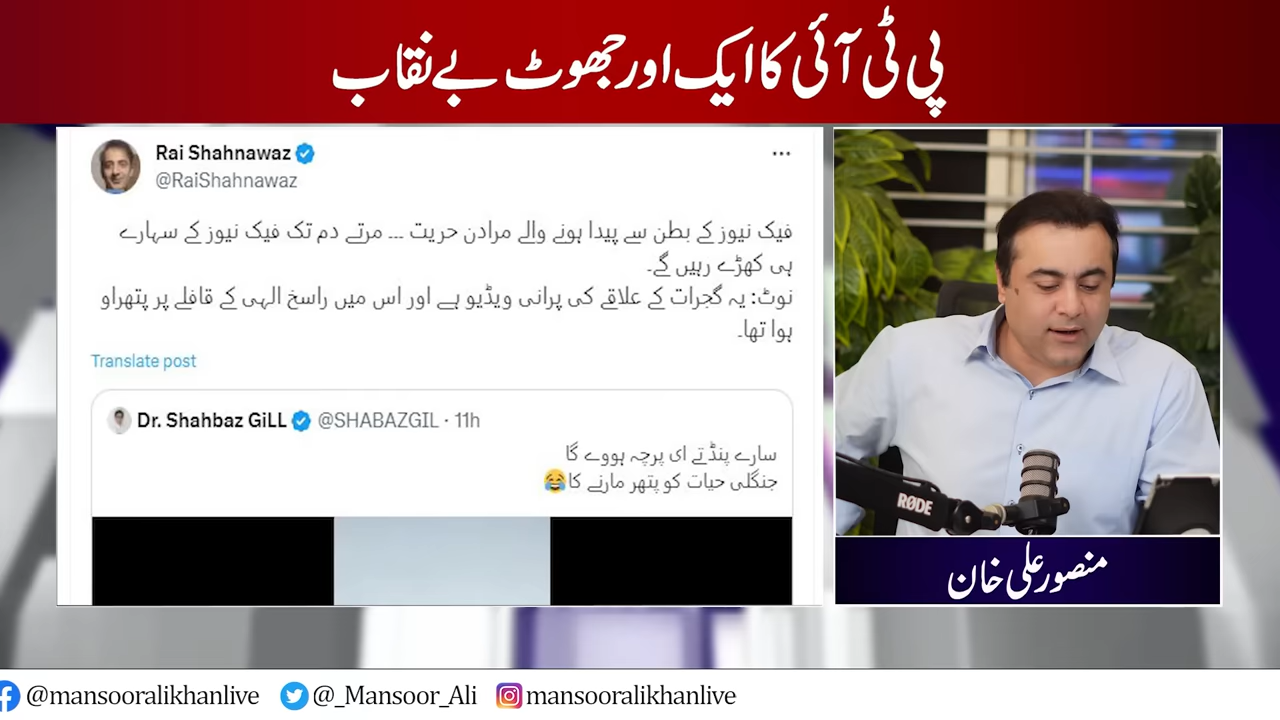 پی ٹی آئی کا ایک اور جھوٹ بے نقاب
Rai Shahnawaz
@RaiShahnawaz
فیک نیوز کے بطن سے پیدا ہونے والے مرادن حریت ... مرتے دم تک فیک نیوز کے سہارے
ہی کھڑے رہیں گے۔
نوٹ: یہ گجرات کے علاقے کی پرانی ویڈیو ہے اور اس میں راسخ الہی کے قافلے پر پتھراو
ہوا تھا۔
Translate post
Dr. Shahbaz GiLL @SHABAZGIL · 11h
سارے پنڈ تے ای پرچہ ہووے گا
جنگلی حیات کو پتھر مارنے کا😂
RØDE
منصور علی خان
@mansooralikhanlive @_Mansoor_Ali mansooralikhanlive